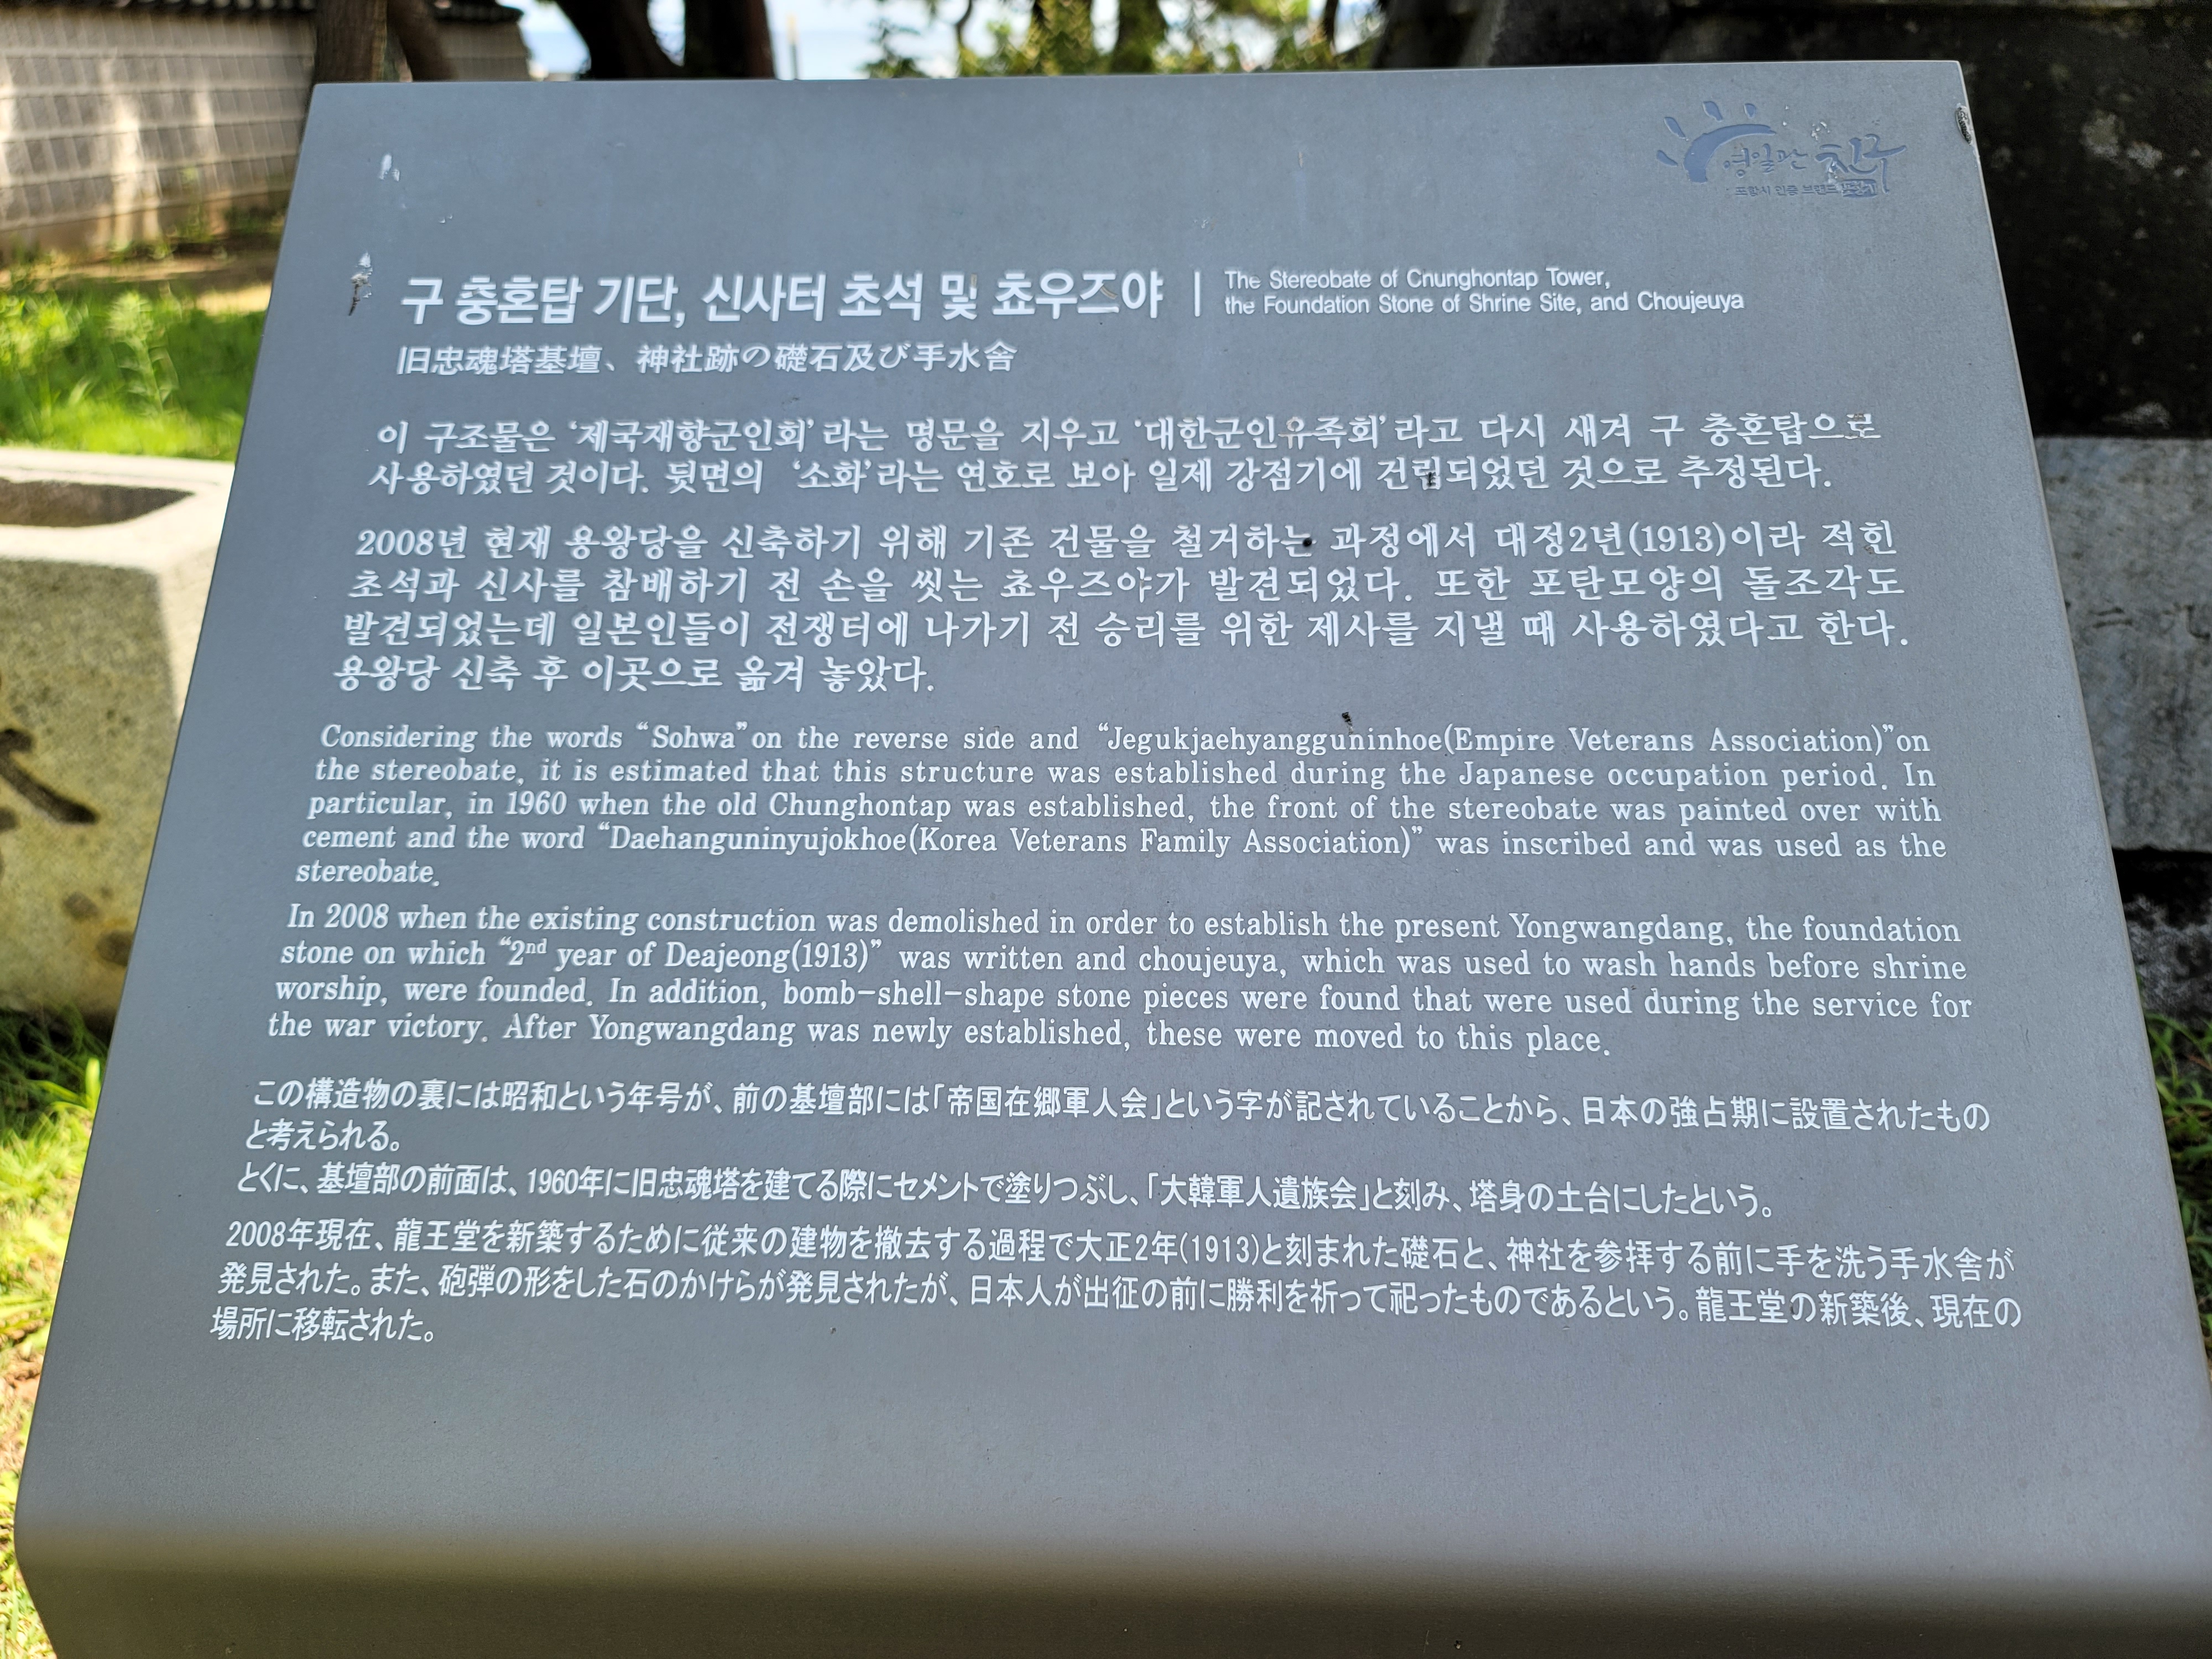 영일만 친구
포항시 인증 브랜드
구 충혼탑 기단, 신사터 초석 및 쵸우즈야
The Stereobate of Cnunghontap Tower,
the Foundation Stone of Shrine Site, and Choujeuya
旧忠魂塔基壇、神社跡の礎石及び手水舎
이 구조물은 ‘제국재향군인회’라는 명문을 지우고 ‘대한군인유족회’라고 다시 새겨 구 충혼탑으로
사용하였던 것이다. 뒷면의 ‘소화’라는 연호로 보아 일제 강점기에 건립되었던 것으로 추정된다.
2008년 현재 용왕당을 신축하기 위해 기존 건물을 철거하는 과정에서 대정2년(1913)이라 적힌
초석과 신사를 참배하기 전 손을 씻는 쵸우즈야가 발견되었다. 또한 포탄모양의 돌조각도
발견되었는데 일본인들이 전쟁터에 나가기 전 승리를 위한 제사를 지낼 때 사용하였다고 한다.
용왕당 신축 후 이곳으로 옮겨 놓았다.
Considering the words “Sohwa”on the reverse side and “Jegukjaehyangguninhoe(Empire Veterans Association)”on
the stereobate, it is estimated that this structure was established during the Japanese occupation period. In
particular, in 1960 when the old Chunghontap was established, the front of the stereobate was painted over with
cement and the word “Daehanguninyujokhoe(Korea Veterans Family Association)” was inscribed and was used as the
stereobate.
In 2008 when the existing construction was demolished in order to establish the present Yongwangdang, the foundation
stone on which “2nd year of Deajeong(1913)” was written and choujeuya, which was used to wash hands before shrine
worship, were founded. In addition, bomb-shell-shape stone pieces were found that were used during the service for
the war victory. After Yongwangdang was newly established, these were moved to this place.
この構造物の裏には昭和という年号が、前の基壇部には「帝国在郷軍人会」という字が記されていることから、日本の強占期に設置されたもの
と考えられる。
とくに、基壇部の前面は、1960年に旧忠魂塔を建てる際にセメントで塗りつぶし、「大韓軍人遺族会」と刻み、塔身の土台にしたという。
2008年現在、龍王堂を新築するために従来の建物を撤去する過程で大正2年(1913)と刻まれた礎石と、神社を参拝する前に手を洗う手水舎が
発見された。また、砲弾の形をした石のかけらが発見されたが、日本人が出征の前に勝利を祈って祀ったものであるという。龍王堂の新築後、現在の
場所に移転された。